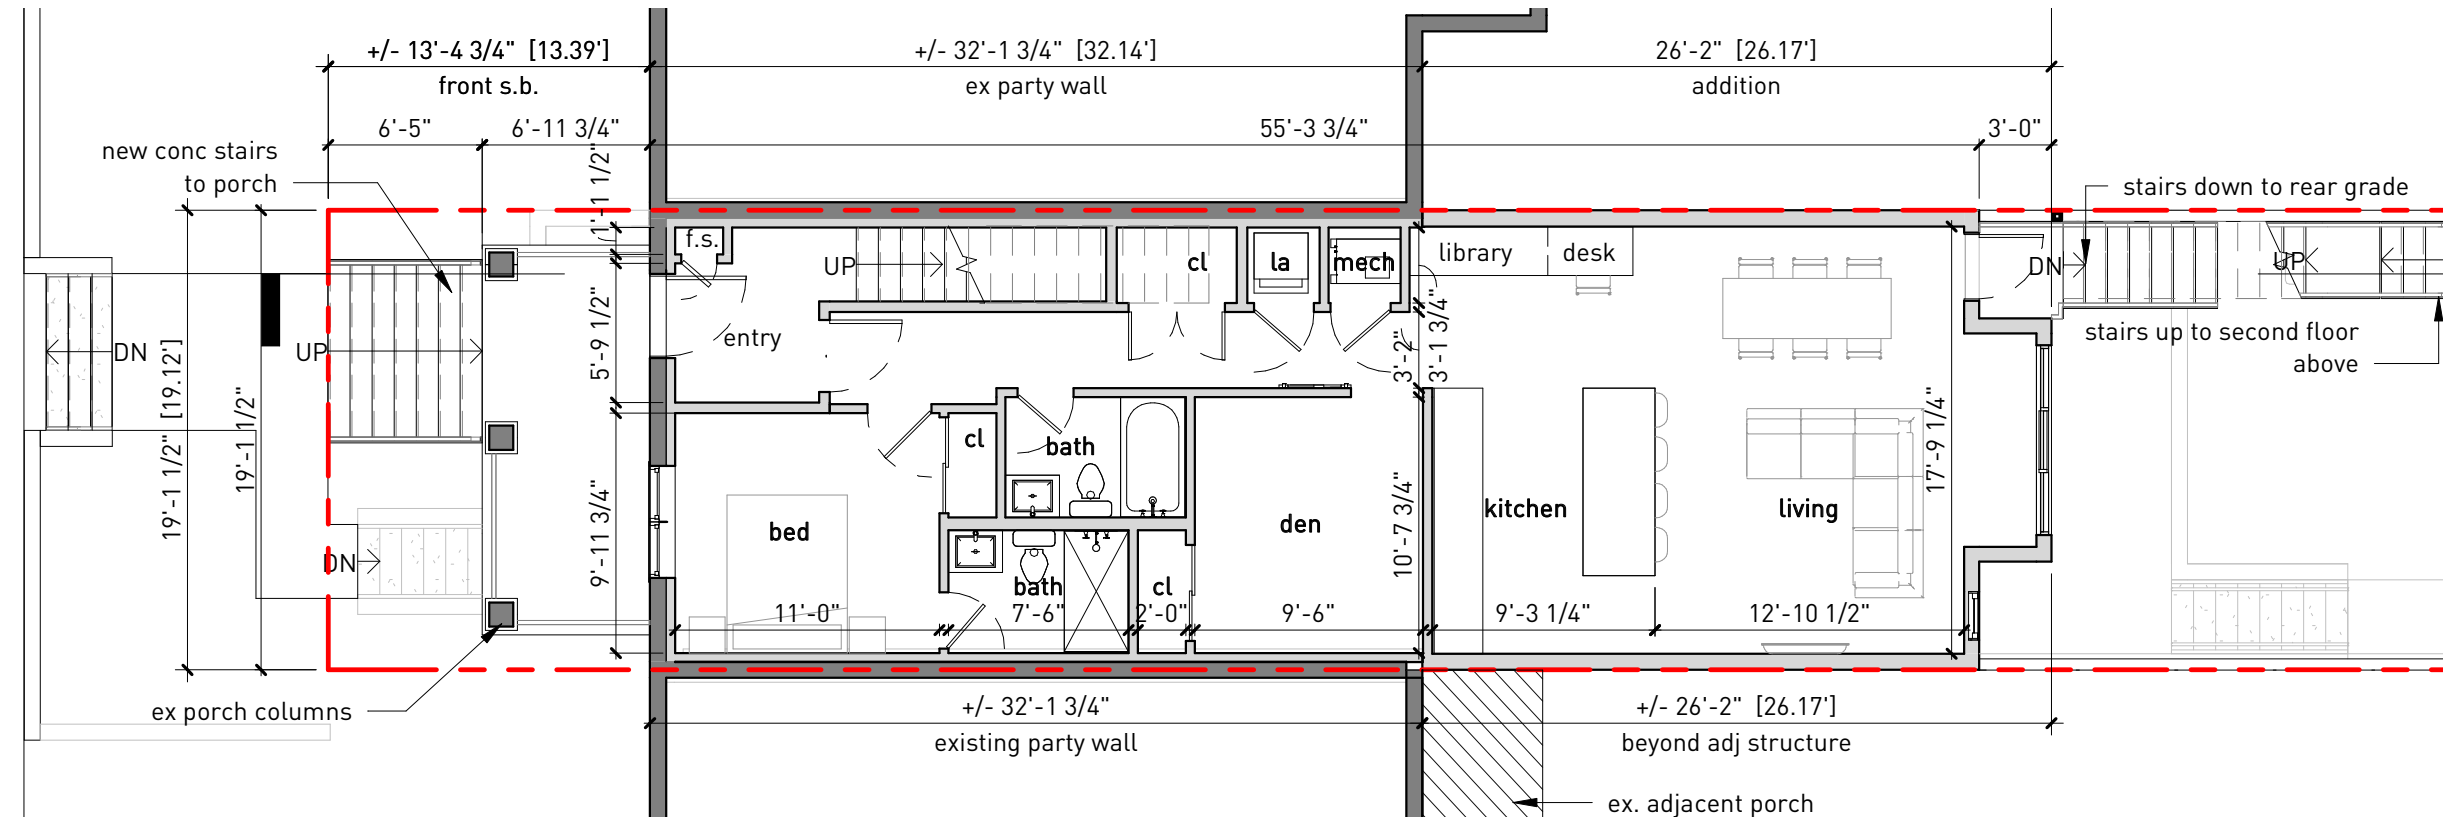 +/- 13'-4 3/4" [13.39']
front s.b.
+/- 32'-1 3/4" [32.14']
ex party wall
26'-2" [26.17']
addition
6'-5"
6'-11 3/4"
55'-3 3/4"
3'-0"
new conc stairs
to porch
stairs down to rear grade
1'-1 1/2"
f.s.
UP
cl
la
mech
library
desk
DN
UP
entry
DN
UP
5'-9 1/2"
3'-2"
3'-1 3/4"
stairs up to second floor
above
19'-1 1/2" [19.12']
19'-1 1/2"
cl
bath
bed
den
kitchen
living
17'-9 1/4"
9'-11 3/4"
10'-7 3/4"
DN
bath
cl
11'-0"
7'-6"
2'-0"
9'-6"
9'-3 1/4"
12'-10 1/2"
ex porch columns
+/- 32'-1 3/4"
existing party wall
+/- 26'-2" [26.17']
beyond adj structure
ex. adjacent porch